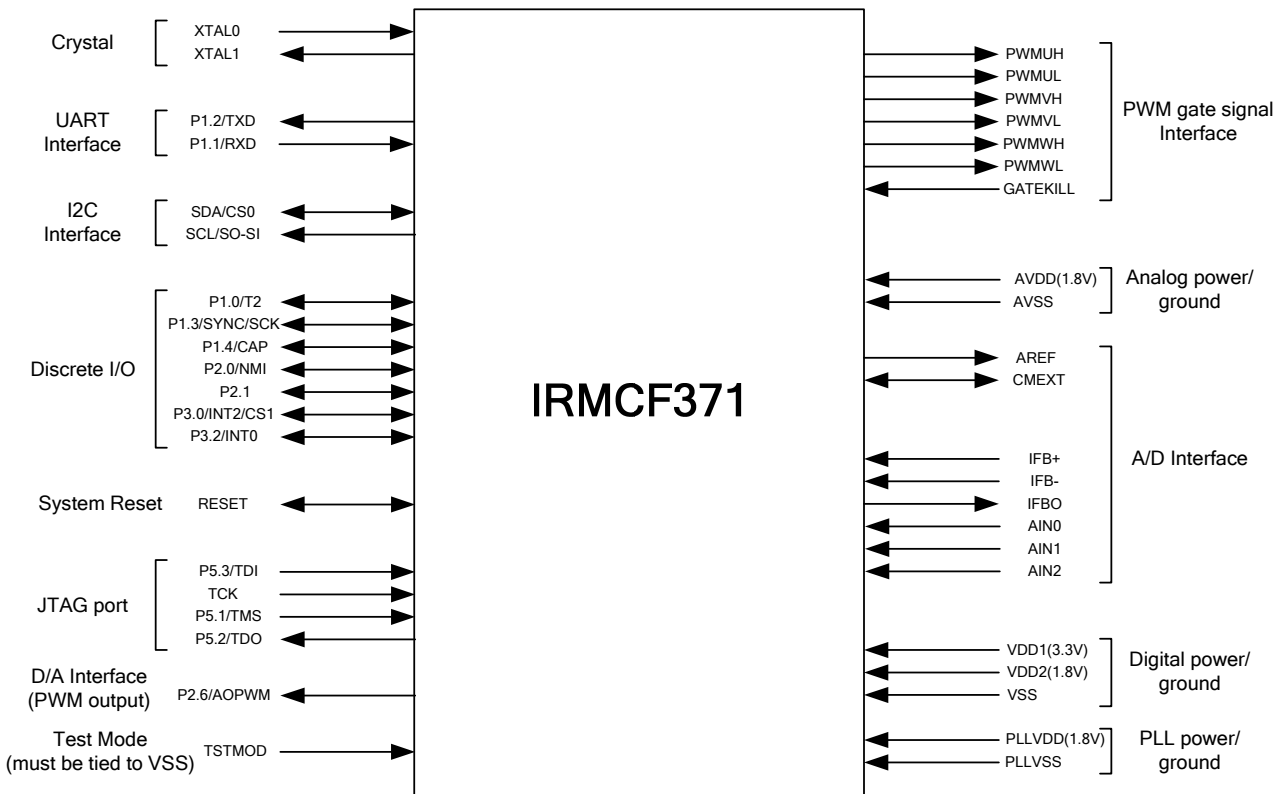 Crystal
XTAL0
XTAL1
UART
Interface
P1.2/TXD
P1.1/RXD
I2C
Interface
SDA/CS0
SCL/SO-SI
Discrete I/O
P1.0/T2
P1.3/SYNC/SCK
P1.4/CAP
P2.0/NMI
P2.1
P3.0/INT2/CS1
P3.2/INT0
System Reset
RESET
JTAG port
P5.3/TDI
TCK
P5.1/TMS
P5.2/TDO
D/A Interface
(PWM output)
P2.6/AOPWM
Test Mode
(must be tied to VSS)
TSTMOD
IRMCF371
PWMUH
PWMUL
PWMVH
PWMVL
PWMWH
PWMWL
GATEKILL
PWM gate signal
Interface
AVDD(1.8V)
AVSS
Analog power/
ground
AREF
CMEXT
IFB+
IFB-
IFBO
AIN0
AIN1
AIN2
A/D Interface
VDD1(3.3V)
VDD2(1.8V)
VSS
Digital power/
ground
PLLVDD(1.8V)
PLLVSS
PLL power/
ground